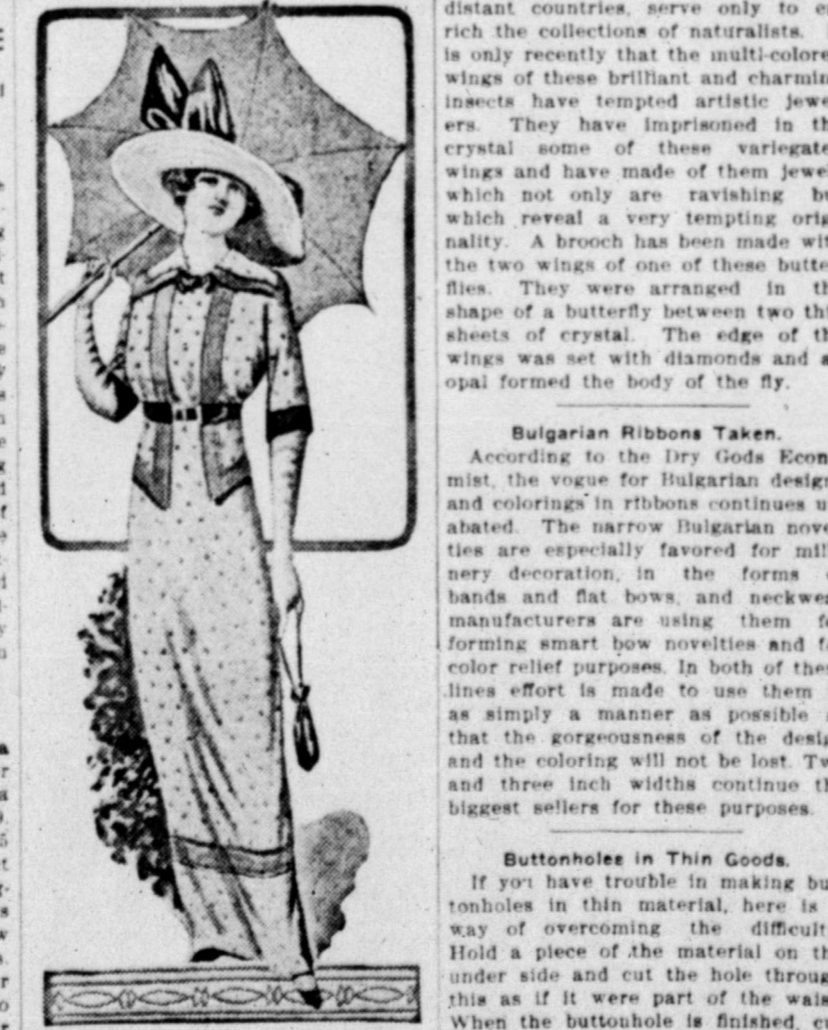 distant countries, serve only to e
rich the collections of naturalists.
is only recently that the multi-colore
wings of these brilliant and charmin
insects have tempted artistic jewe
ers. They have imprisoned in th
crystal some of these variegate
wings and have made of them jewe
which not only are ravishing bu
which reveal a very tempting orig
nality. A brooch has been made wit
the two wings of one of these butte
flies. They were arranged in th
shape of a butterfly between two thi
sheets of crystal. The edge of th
wings was set with diamonds and a
opal formed the body of the fly.
Bulgarian Ribbons Taken.
According to the Dry Gods Econ
mist, the vogue for Bulgarian design
and colorings in ribbons continues u
abated. The narrow Bulgarian nove
ties are especially favored for mill
nery decoration, in the forms
bands and flat bows, and neckwe
manufacturers are using them f
forming smart bow novelties and f
color relief purposes. In both of thes
lines effort is made to use them
as simply a manner as possible
that the gorgeousness of the desig
and the coloring will not be lost. Tw
and three inch widths continue th
biggest sellers for these purposes.
Buttonholes in Thin Goods.
If you have trouble in making bu
tonholes in thin material, here is
way of overcoming the difficult
Hold a piece of the material on th
under side and cut the hole throug
this as if it were part of the wais
When the buttonhole is finished, cu